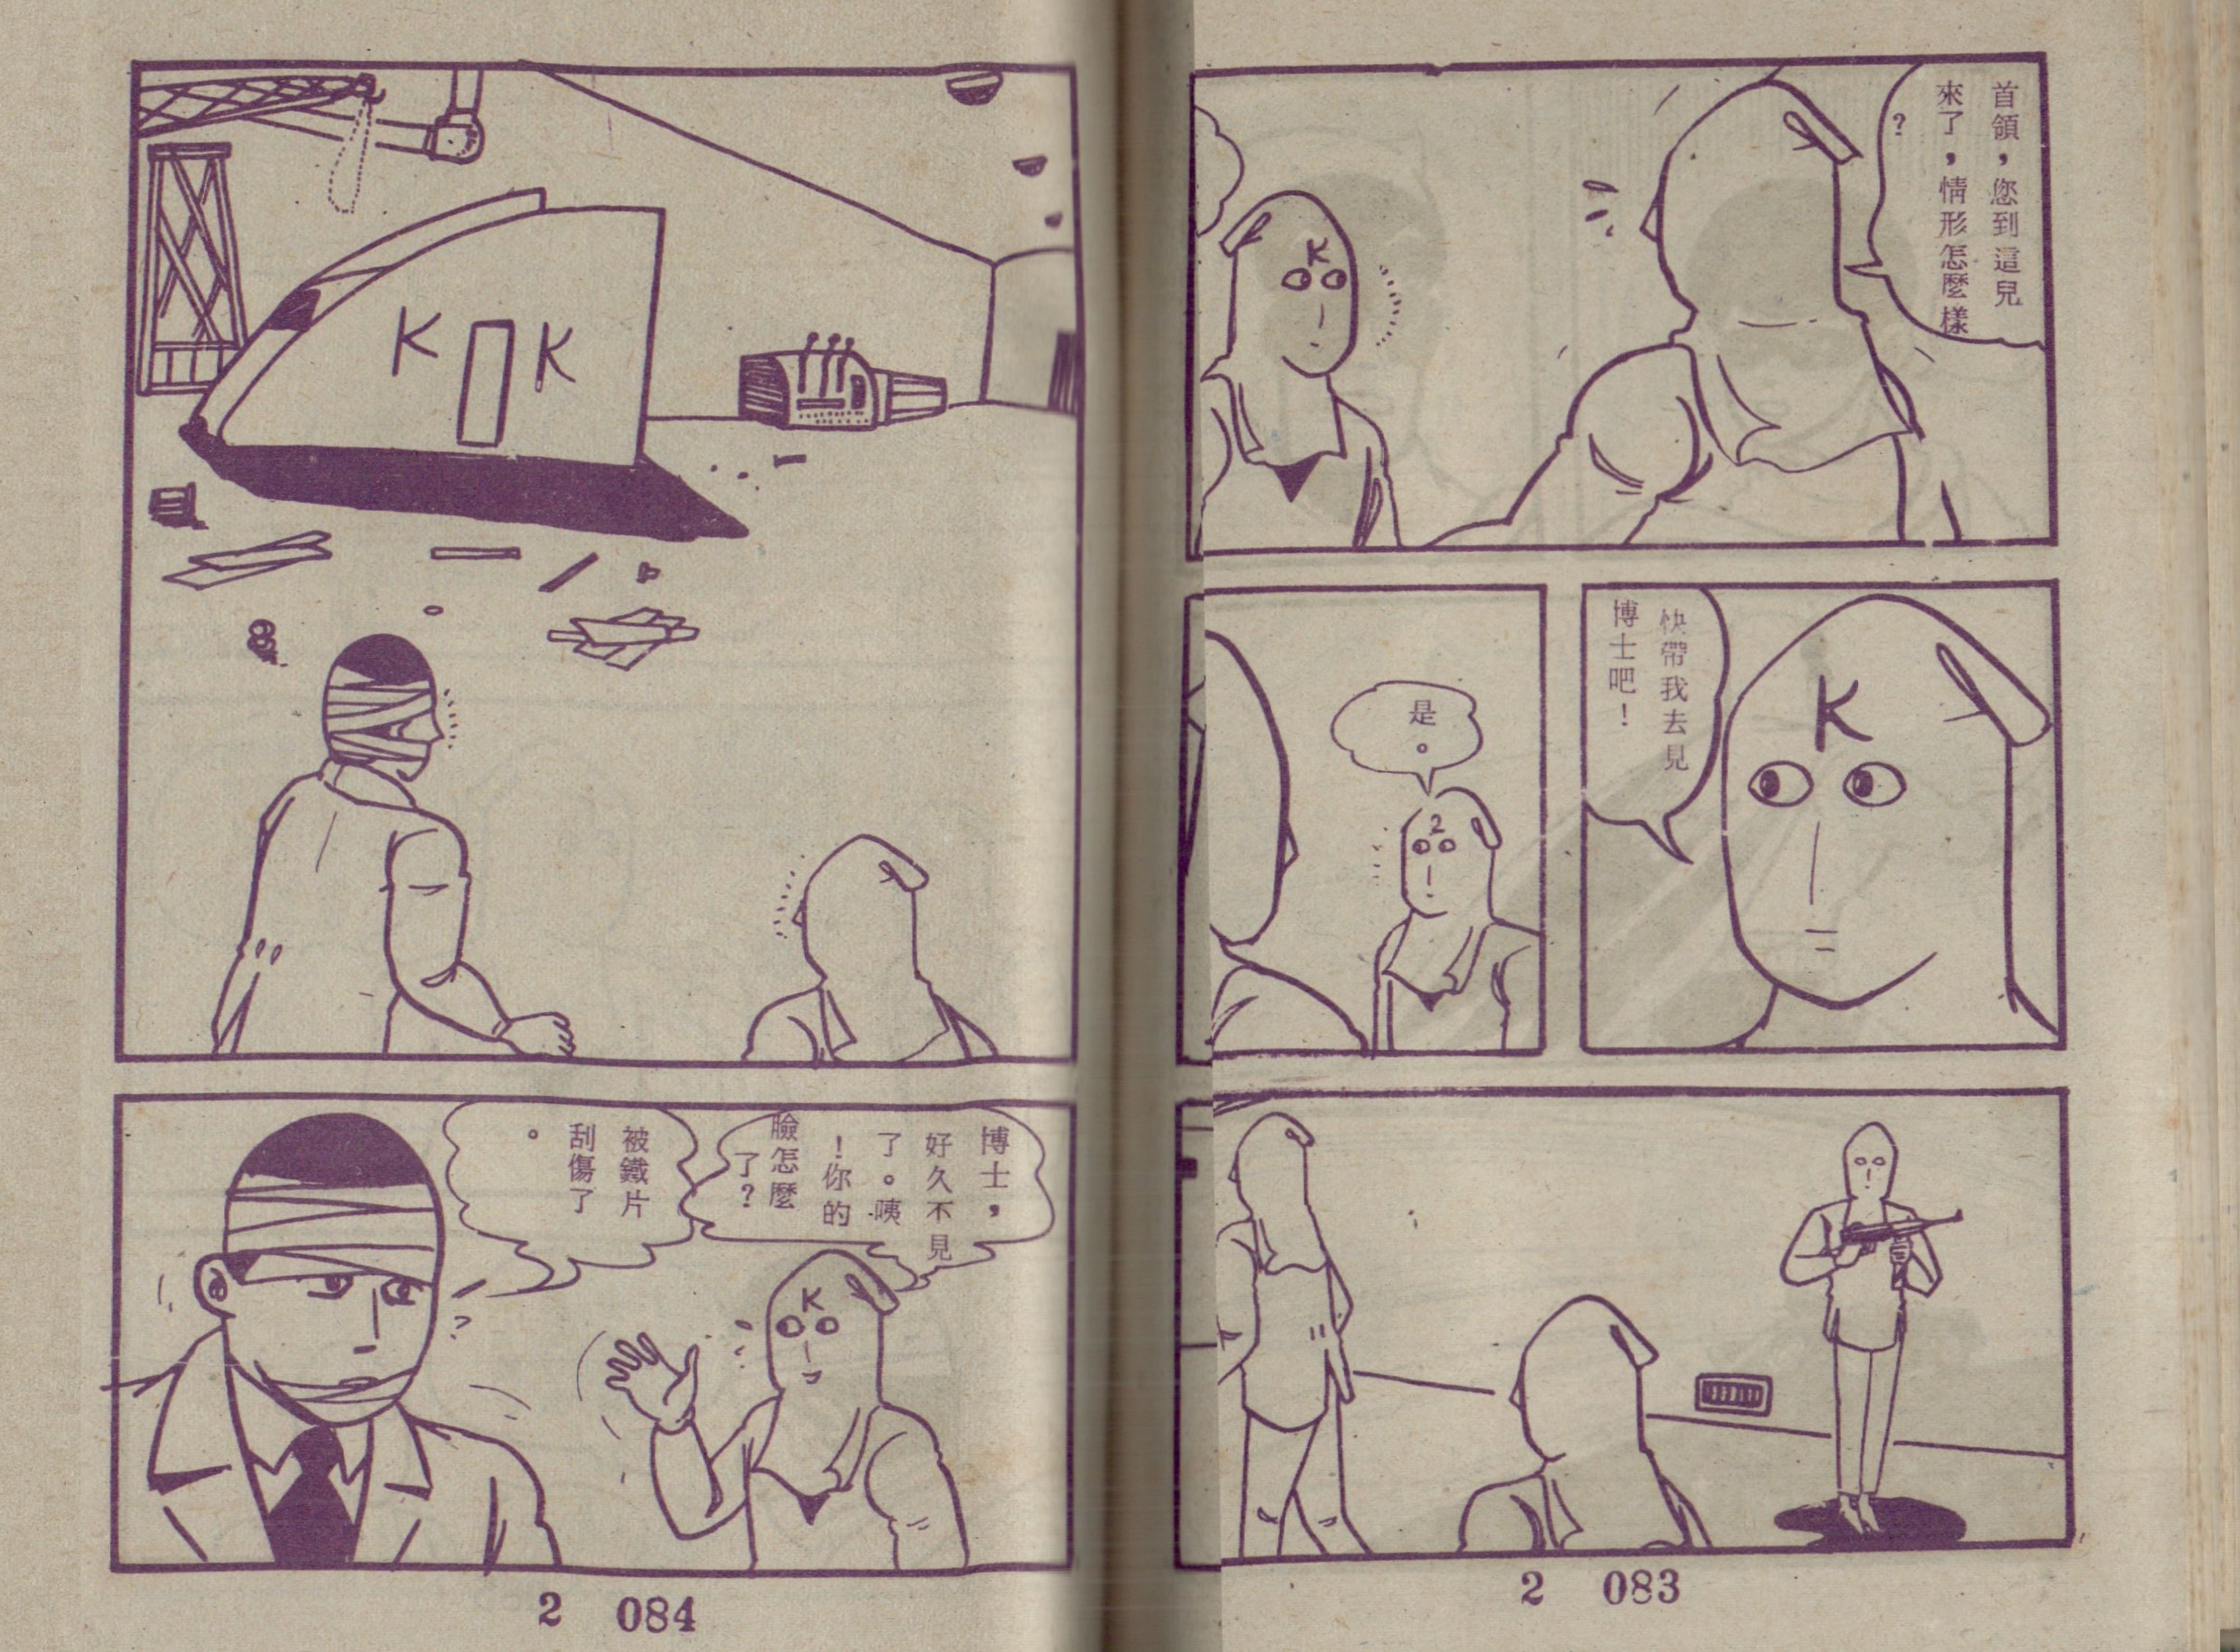 首領，您到這兒
來了，情形怎麼樣
？
K
快帶我去見
博士吧！
K
是。
2
2 083
K K
博士，
好久不見
了。咦
！你的
臉怎麼
了？
被鐵片
刮傷了
。
K
2 084